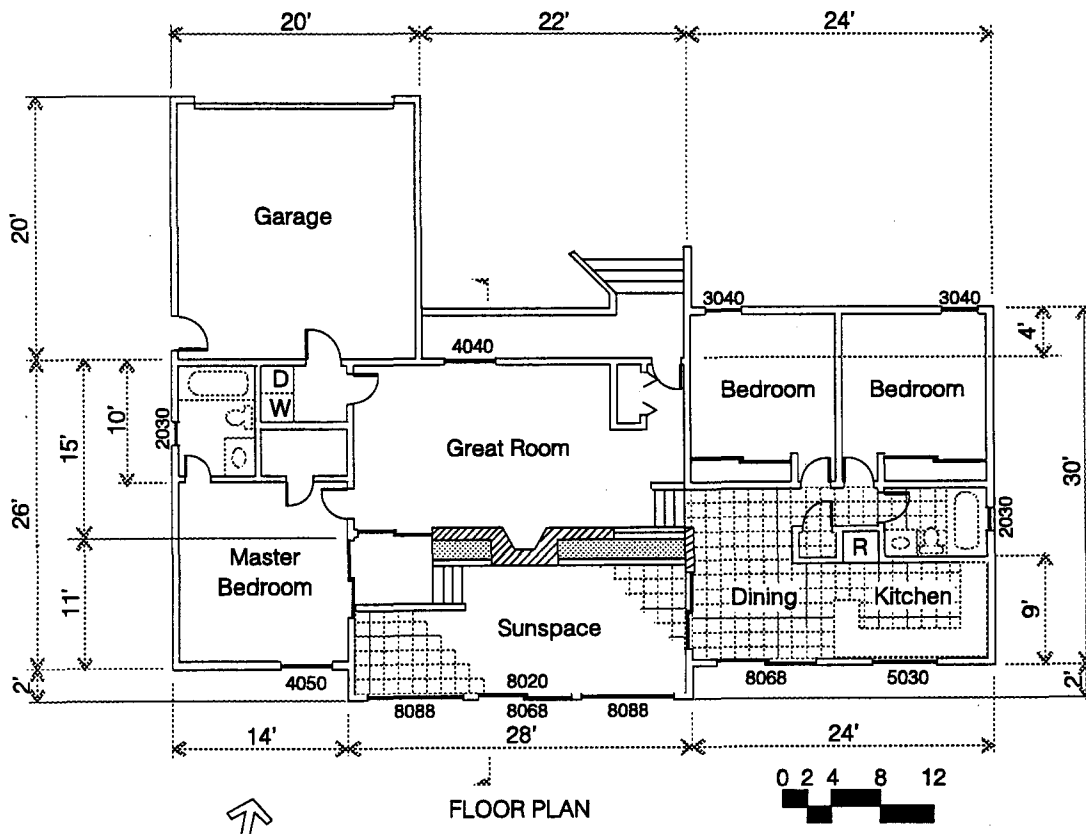 20' 22' 24'
20'
Garage
3040 3040
4'
4040
D
W
Bedroom Bedroom
2030
10'
15'
Great Room
30'
26'
2030
Master
Bedroom
R
11'
Dining Kitchen
9'
Sunspace
2'
4050
8020
8088 8068 8088
8068 5030
2'
14' 28' 24'
0 2 4 8 12
FLOOR PLAN